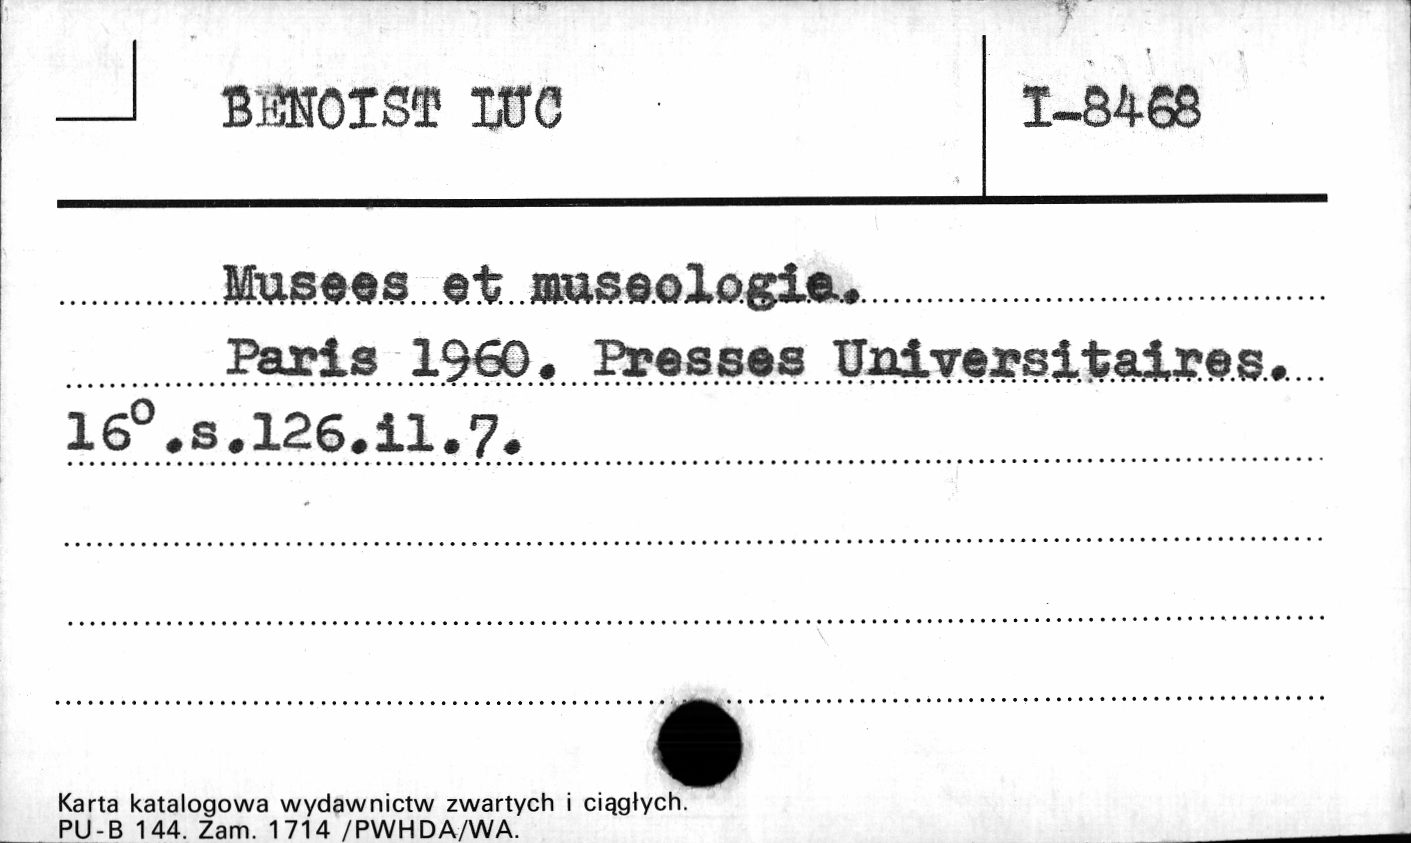 BENOIST LUC
I-8468
Musees et museologie.
Paris 1960. Presses Universitaires.
16º.s.126.il.7.
Karta katalogowa wydawnictw zwartych i ciągłych.
PU-B 144. Zam. 1714 /PWHDA/WA.